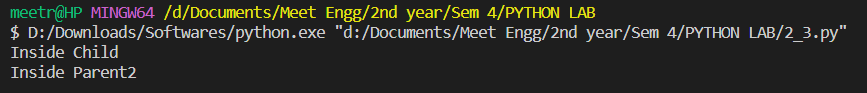 meetr@HP MINGW64 /d/Documents/Meet Engg/2nd year/Sem 4/PYTHON LAB
$ D:/Downloads/Softwares/python.exe "d:/Documents/Meet Engg/2nd year/Sem 4/PYTHON LAB/2_3.py"
Inside Child
Inside Parent2